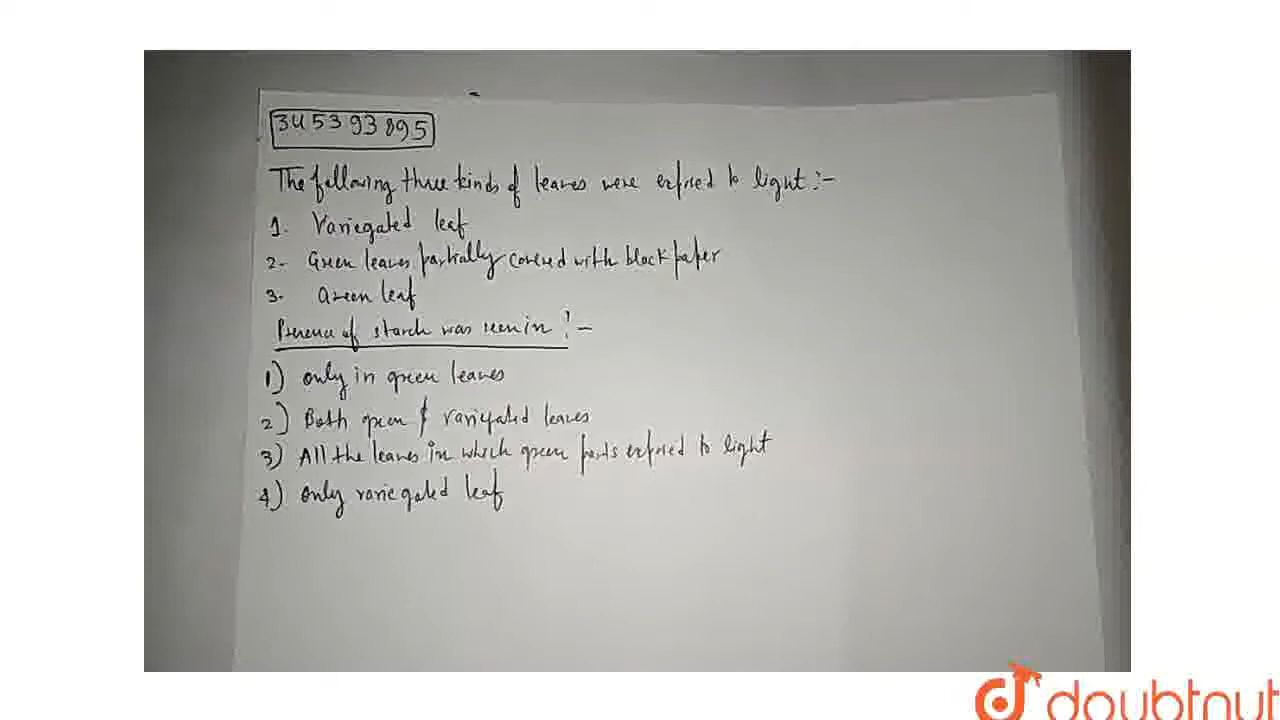 345393895
The following three kinds of leaves were exposed to light :-
1. Variegated leaf
2- Green leaves partially covered with black paper
3- Green leaf
Presence of starch was seen in :-
1) only in green leaves
2) Both green & variegated leaves
3) All the leaves in which green parts exposed to light
4) Only variegated leaf
doubtnut